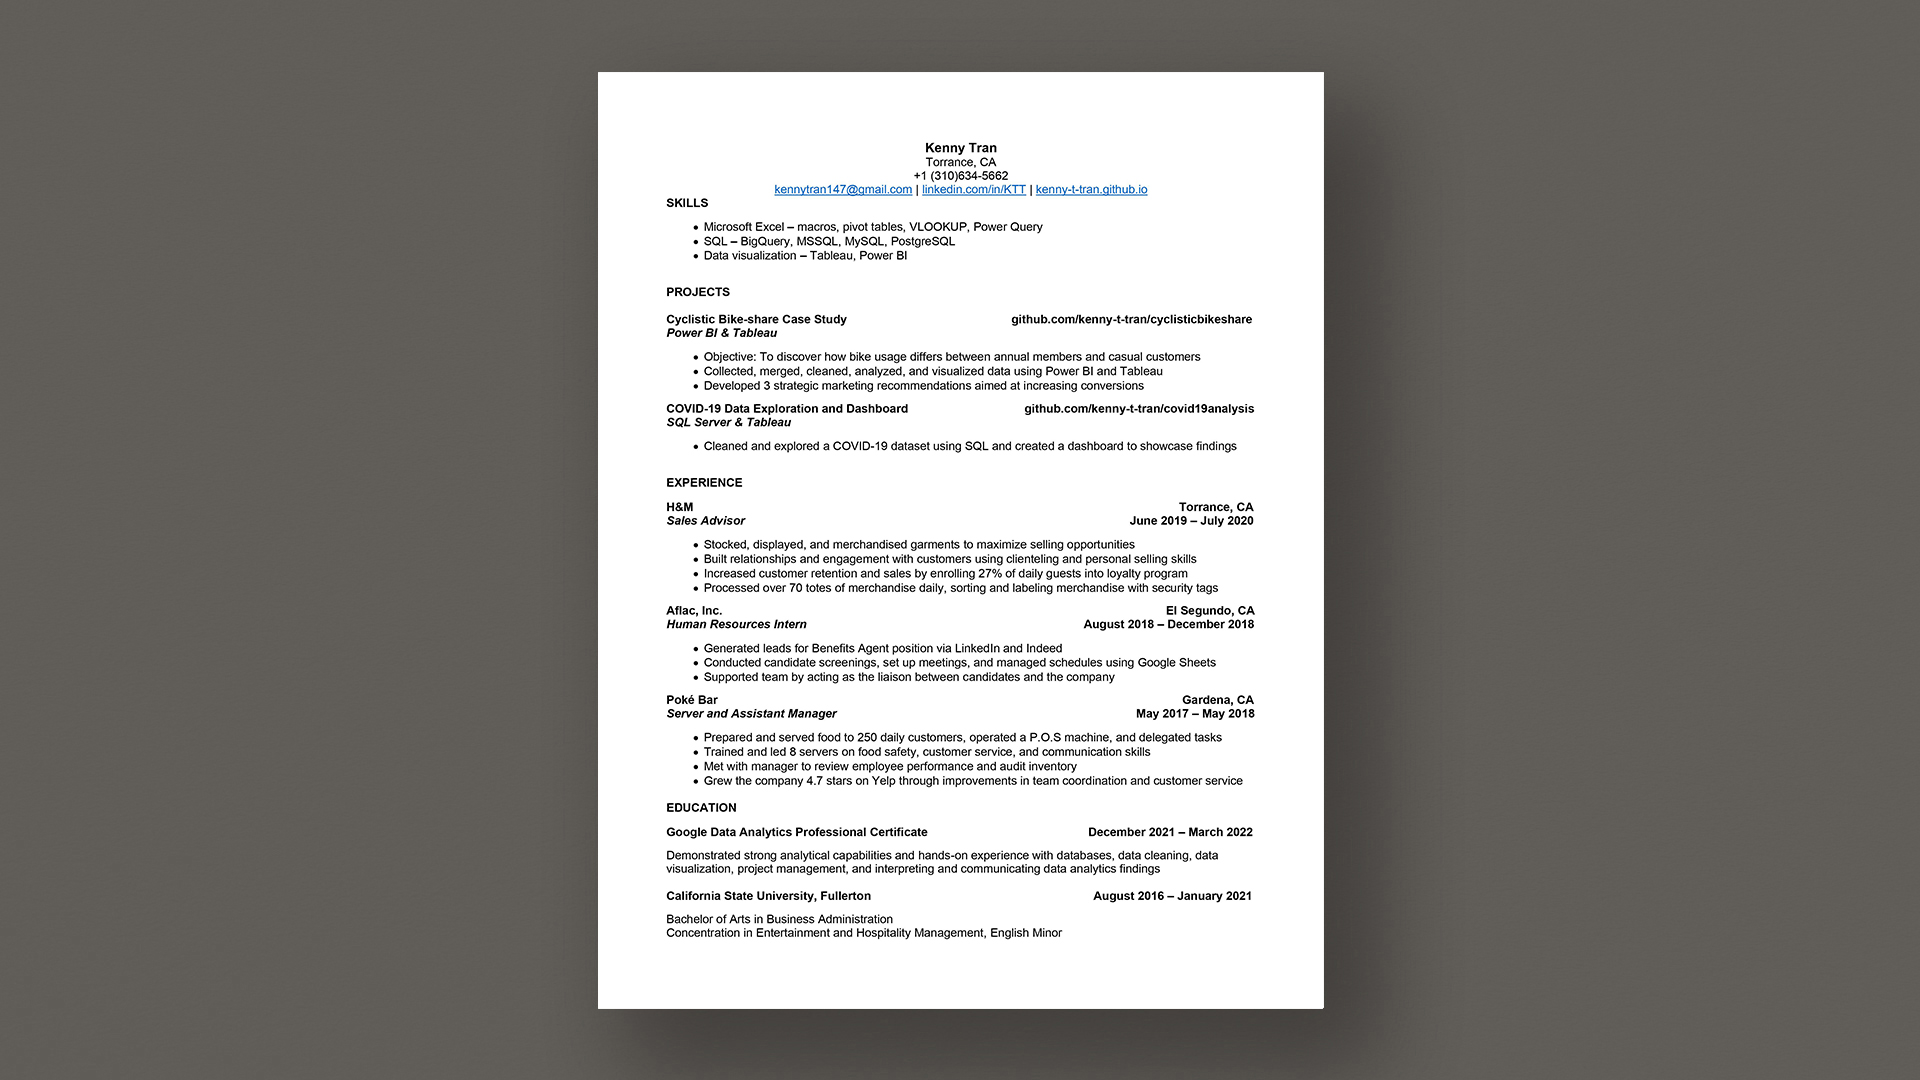 Kenny Tran
Torrance, CA
+1 (310)634-5662
kennytran147@gmail.com | linkedin.com/in/KTT | kenny-t-tran.github.io
SKILLS
• Microsoft Excel – macros, pivot tables, VLOOKUP, Power Query
• SQL – BigQuery, MSSQL, MySQL, PostgreSQL
• Data visualization – Tableau, Power BI
PROJECTS
Cyclistic Bike-share Case Study github.com/kenny-t-tran/cyclisticbikeshare
Power BI & Tableau
• Objective: To discover how bike usage differs between annual members and casual customers
• Collected, merged, cleaned, analyzed, and visualized data using Power BI and Tableau
• Developed 3 strategic marketing recommendations aimed at increasing conversions
COVID-19 Data Exploration and Dashboard github.com/kenny-t-tran/covid19analysis
SQL Server & Tableau
• Cleaned and explored a COVID-19 dataset using SQL and created a dashboard to showcase findings
EXPERIENCE
H&M Torrance, CA
Sales Advisor June 2019 – July 2020
• Stocked, displayed, and merchandised garments to maximize selling opportunities
• Built relationships and engagement with customers using clienteling and personal selling skills
• Increased customer retention and sales by enrolling 27% of daily guests into loyalty program
• Processed over 70 totes of merchandise daily, sorting and labeling merchandise with security tags
Aflac, Inc. El Segundo, CA
Human Resources Intern August 2018 – December 2018
• Generated leads for Benefits Agent position via LinkedIn and Indeed
• Conducted candidate screenings, set up meetings, and managed schedules using Google Sheets
• Supported team by acting as the liaison between candidates and the company
Poké Bar Gardena, CA
Server and Assistant Manager May 2017 – May 2018
• Prepared and served food to 250 daily customers, operated a P.O.S machine, and delegated tasks
• Trained and led 8 servers on food safety, customer service, and communication skills
• Met with manager to review employee performance and audit inventory
• Grew the company 4.7 stars on Yelp through improvements in team coordination and customer service
EDUCATION
Google Data Analytics Professional Certificate December 2021 – March 2022
Demonstrated strong analytical capabilities and hands-on experience with databases, data cleaning, data
visualization, project management, and interpreting and communicating data analytics findings
California State University, Fullerton August 2016 – January 2021
Bachelor of Arts in Business Administration
Concentration in Entertainment and Hospitality Management, English Minor